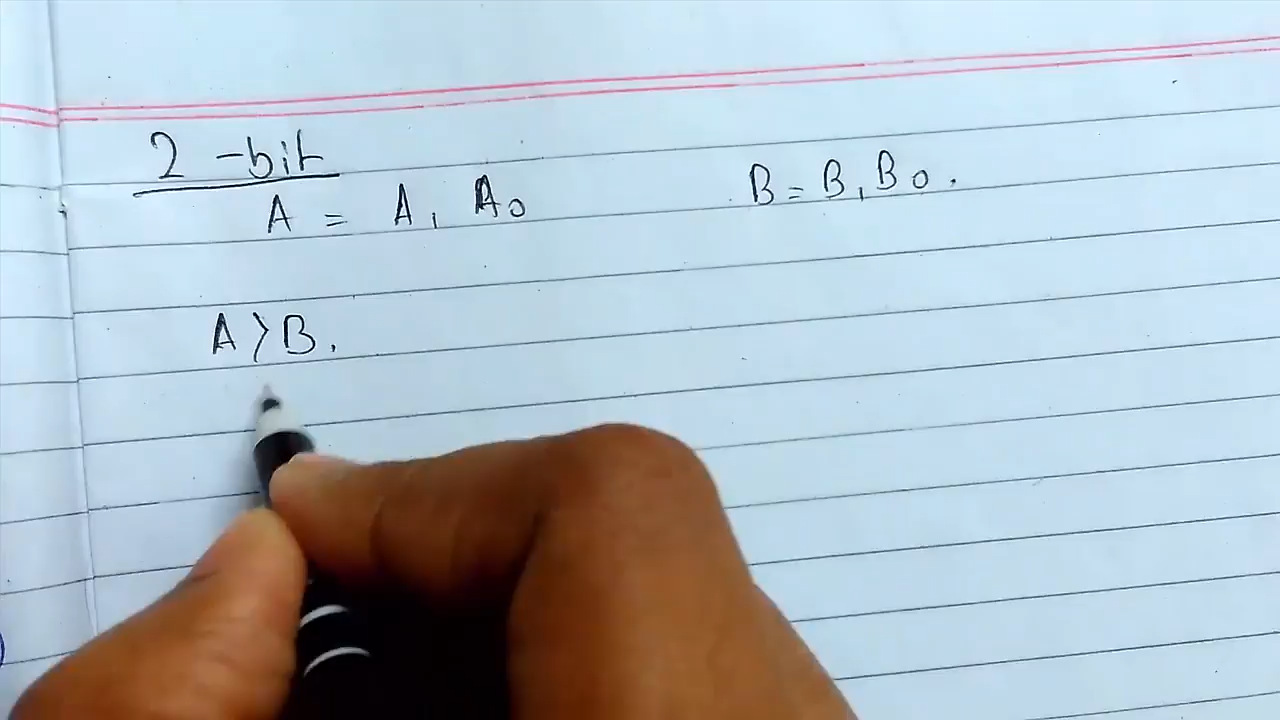 2 -bit
A = A1 A0 B = B1 B0.
A > B.